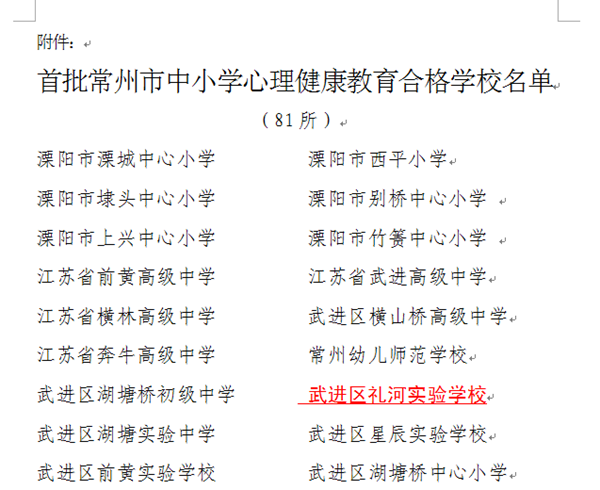 附件：
首批常州市中小学心理健康教育合格学校名单
（81 所）
溧阳市溧城中心小学 溧阳市西平小学
溧阳市埭头中心小学 溧阳市别桥中心小学
溧阳市上兴中心小学 溧阳市竹箦中心小学
江苏省前黄高级中学 江苏省武进高级中学
江苏省横林高级中学 武进区横山桥高级中学
江苏省奔牛高级中学 常州幼儿师范学校
武进区湖塘桥初级中学 武进区礼河实验学校
武进区湖塘实验中学 武进区星辰实验学校
武进区前黄实验学校 武进区湖塘桥中心小学